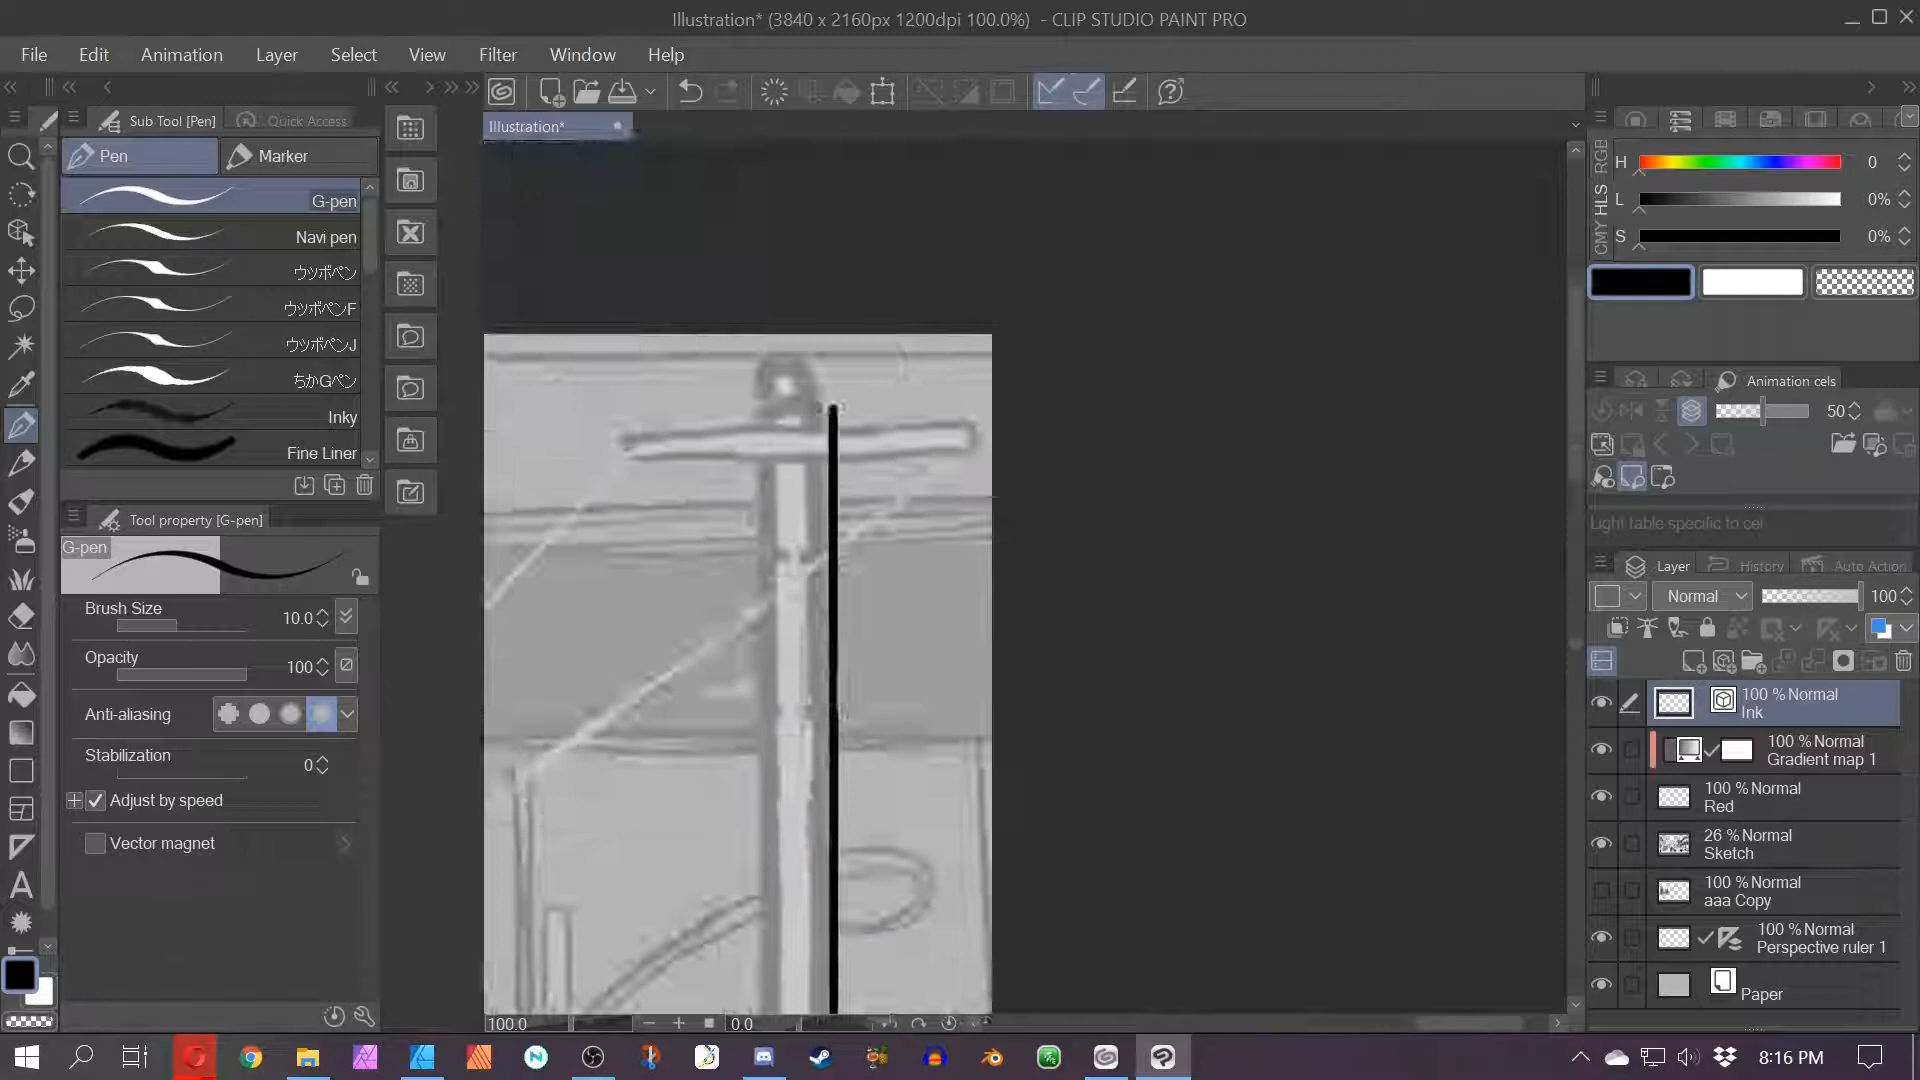 Illustration* (3840 x 2160px 1200dpi 100.0%)  - CLIP STUDIO PAINT PRO
File Edit Animation Layer Select View Filter Window Help
Sub Tool [Pen] Quick Access
Illustration*
Pen Marker
G-pen
Navi pen
ウツボペン
ウツボペンF
ウツボペンJ
ちかGペン
Inky
Fine Liner
Tool property [G-pen]
G-pen
Brush Size 10.0
Opacity 100
Anti-aliasing
Stabilization 0
Adjust by speed
Vector magnet
100.0 0.0
RGB
HLS
CMY
H 0
L 0%
S 0%
Animation cels
50
Light table specific to cel
Layer History Auto Action
Normal 100
100 % Normal
Ink
100 % Normal
Gradient map 1
100 % Normal
Red
26 % Normal
Sketch
100 % Normal
aaa Copy
100 % Normal
Perspective ruler 1
Paper
8:16 PM